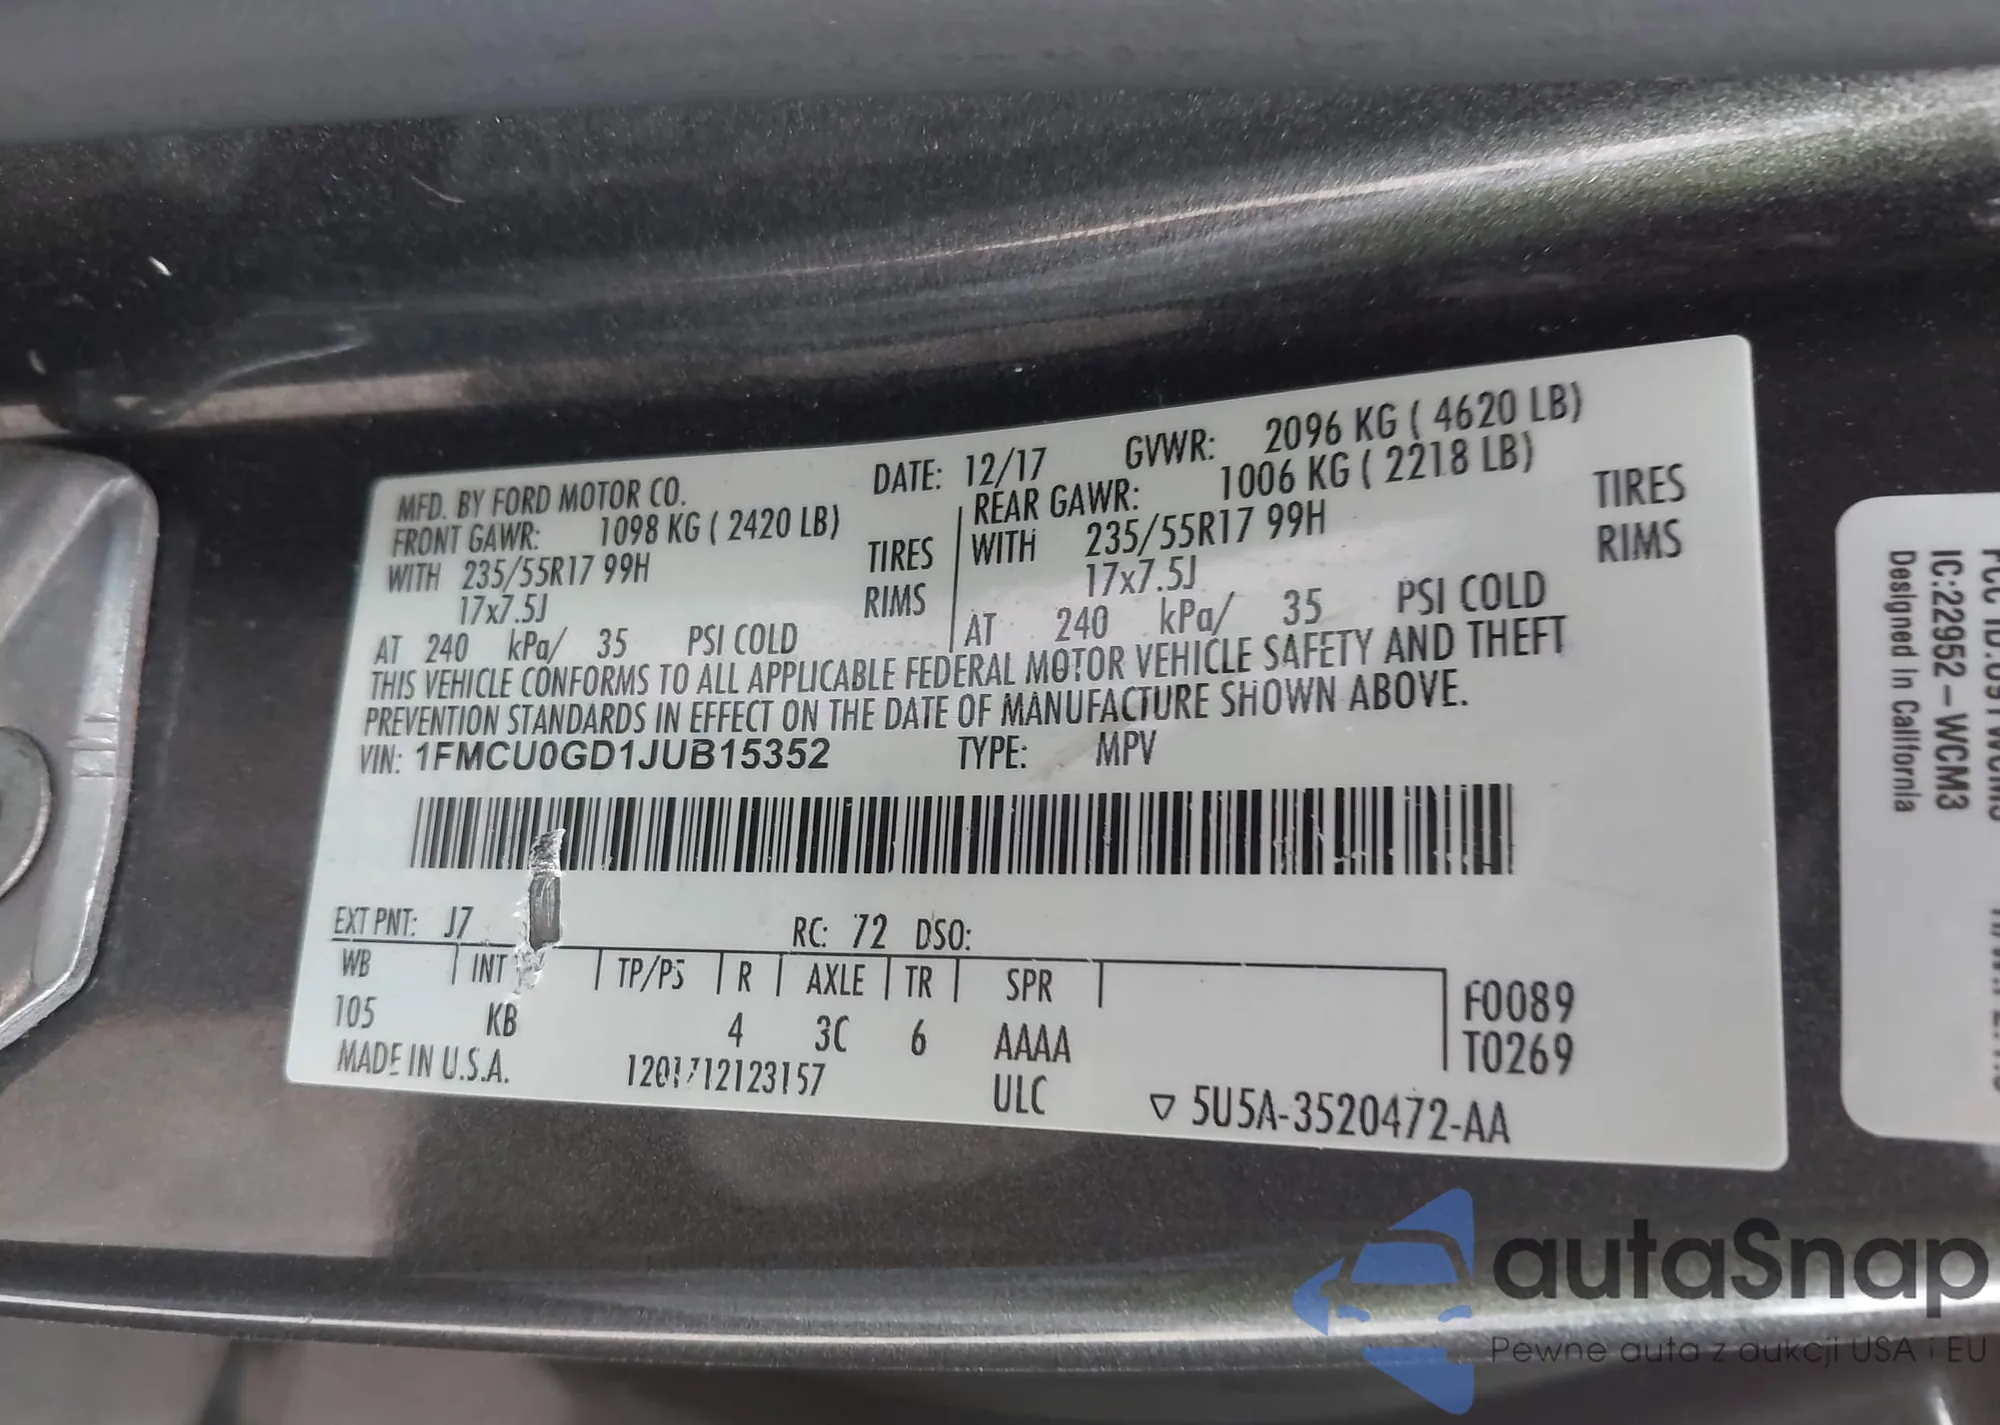 MFD. BY FORD MOTOR CO. DATE: 12/17 GVWR: 2096 KG ( 4620 LB)
FRONT GAWR: 1098 KG ( 2420 LB) REAR GAWR: 1006 KG ( 2218 LB)
WITH 235/55R17 99H TIRES WITH 235/55R17 99H TIRES
17x7.5J RIMS 17x7.5J RIMS
AT 240 kPa/ 35 PSI COLD AT 240 kPa/ 35 PSI COLD
THIS VEHICLE CONFORMS TO ALL APPLICABLE FEDERAL MOTOR VEHICLE SAFETY AND THEFT
PREVENTION STANDARDS IN EFFECT ON THE DATE OF MANUFACTURE SHOWN ABOVE.
VIN: 1FMCU0GD1JUB15352 TYPE: MPV
EXT PNT: J7 RC: 72 DSO:
WB INT TP/PS R AXLE TR SPR
105 KB 4 3C 6 AAAA
F0089
T0269
MADE IN U.S.A. 1201712123157 ULC
▽ 5U5A-3520472-AA
IC:22952-WCM3
Designed in California
autaSnap
Pewne auta z aukcji USA i EU